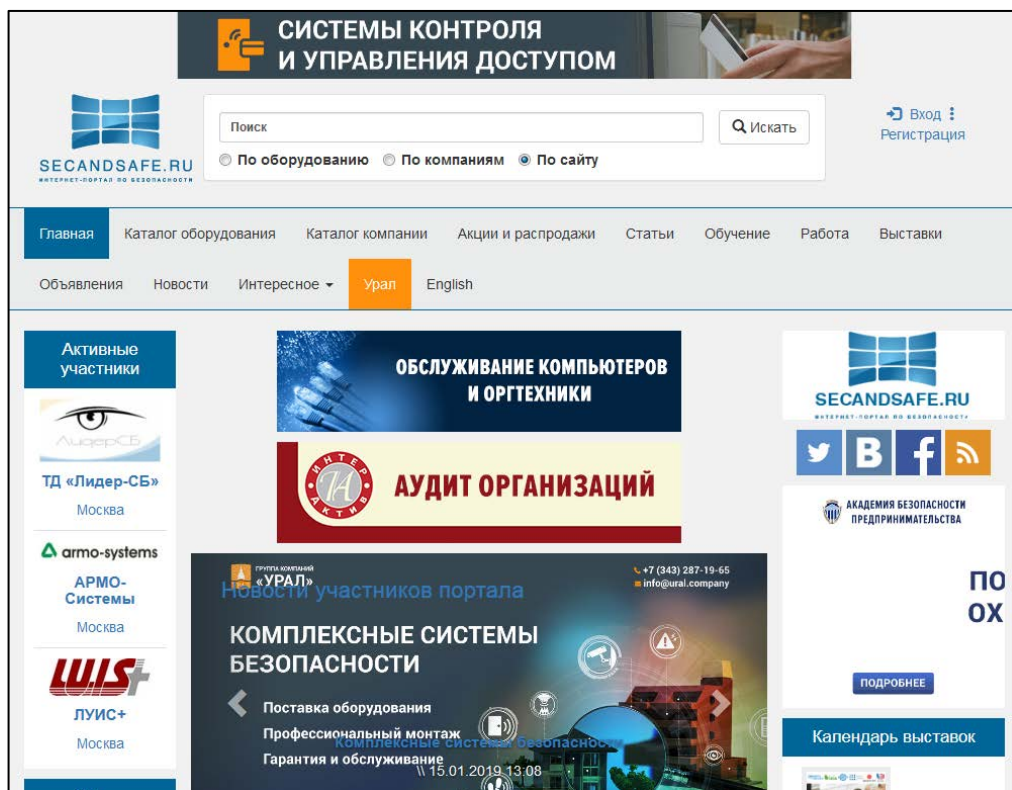 СИСТЕМЫ КОНТРОЛЯ
И УПРАВЛЕНИЯ ДОСТУПОМ
SECANDSAFE.RU
ИНТЕРНЕТ-ПОРТАЛ ПО БЕЗОПАСНОСТИ
Поиск
Искать
По оборудованию По компаниям По сайту
Вход
Регистрация
Главная Каталог оборудования Каталог компании Акции и распродажи Статьи Обучение Работа Выставки
Объявления Новости Интересное Урал English
Активные
участники
ЛидерСБ
ТД «Лидер-СБ»
Москва
armo-systems
АРМО-
Системы
Москва
LUIS+
ЛУИС+
Москва
ОБСЛУЖИВАНИЕ КОМПЬЮТЕРОВ
И ОРГТЕХНИКИ
ИНТЕР
АКТИВ
АУДИТ ОРГАНИЗАЦИЙ
ГРУППА КОМПАНИЙ
«УРАЛ»
+7 (343) 287-19-65
info@ural.company
Новости участников портала
КОМПЛЕКСНЫЕ СИСТЕМЫ
БЕЗОПАСНОСТИ
Поставка оборудования
Профессиональный монтаж
Комплексные системы безопасности
Гарантия и обслуживание
\\ 15.01.2019 13:08
SECANDSAFE.RU
ИНТЕРНЕТ-ПОРТАЛ ПО БЕЗОПАСНОСТИ
АКАДЕМИЯ БЕЗОПАСНОСТИ
ПРЕДПРИНИМАТЕЛЬСТВА
ПО
ОХ
ПОДРОБНЕЕ
Календарь выставок